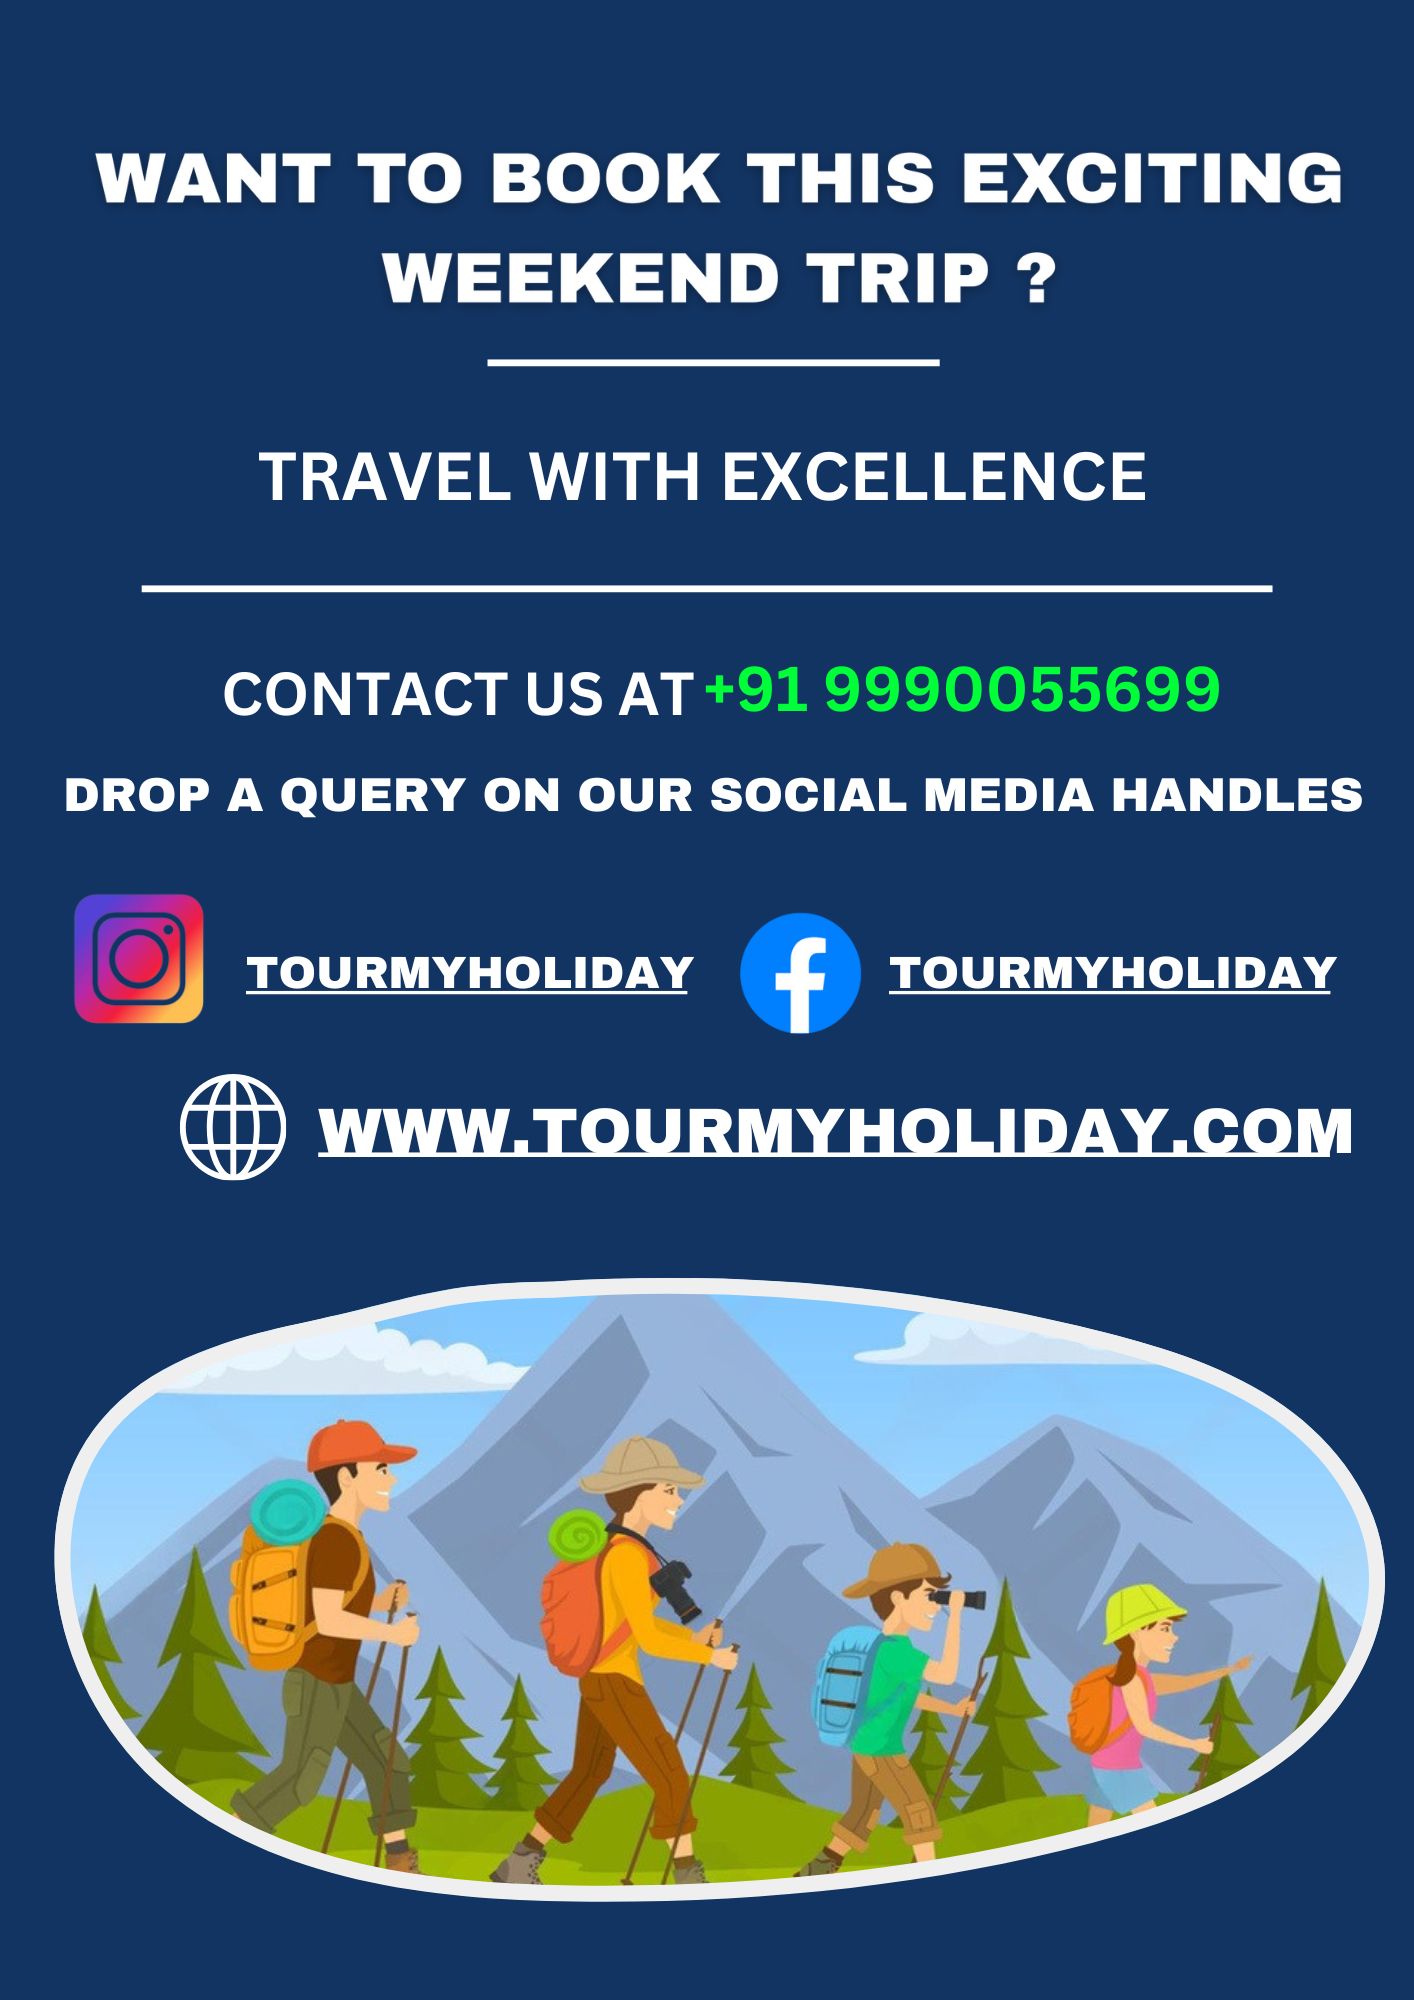 WANT TO BOOK THIS EXCITING
WEEKEND TRIP ?
TRAVEL WITH EXCELLENCE
CONTACT US AT +91 9990055699
DROP A QUERY ON OUR SOCIAL MEDIA HANDLES
TOURMYHOLIDAY TOURMYHOLIDAY
WWW.TOURMYHOLIDAY.COM